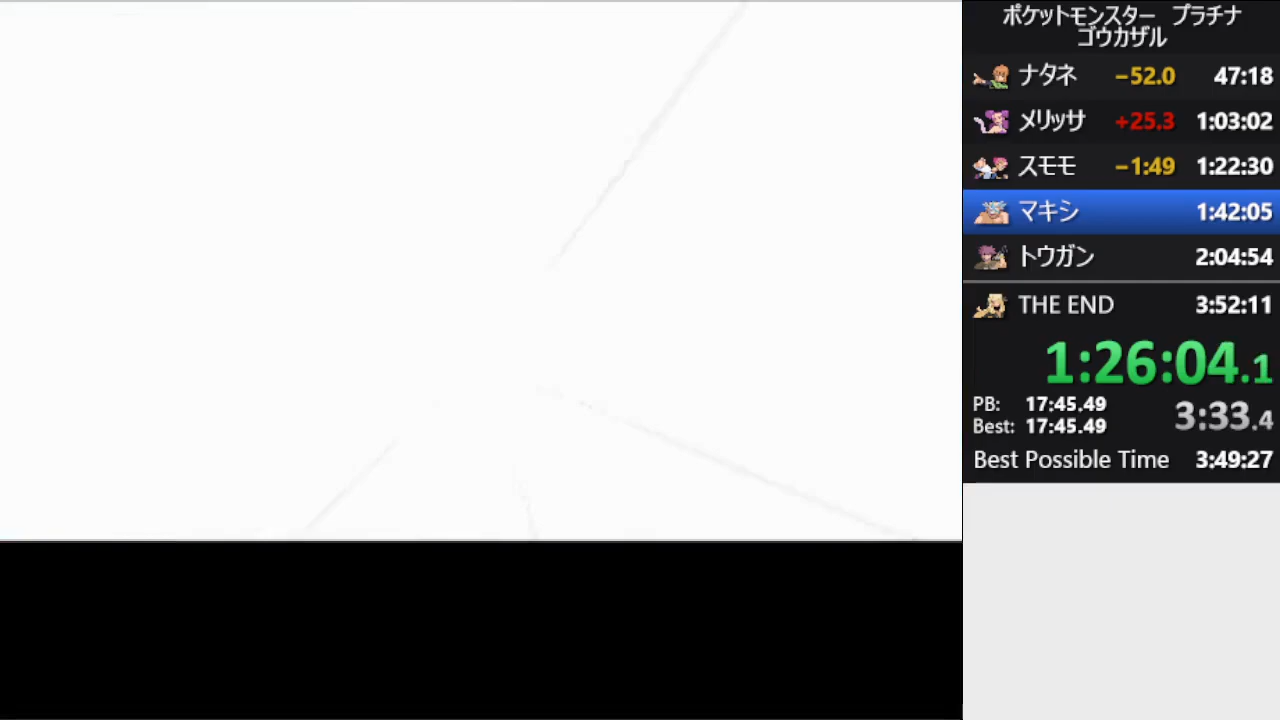 ポケットモンスター　プラチナ
ゴウカザル
ナタネ −52.0 47:18
メリッサ +25.3 1:03:02
スモモ −1:49 1:22:30
マキシ 1:42:05
トウガン 2:04:54
THE END 3:52:11
1:26:04.1
PB: 17:45.49
Best: 17:45.49
3:33.4
Best Possible Time 3:49:27